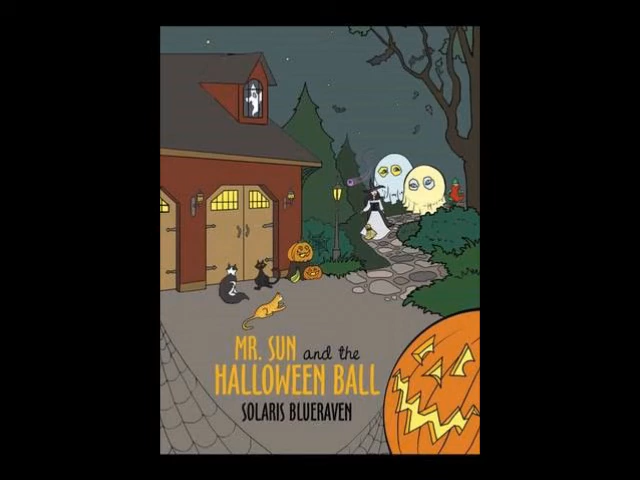 MR. SUN and the
HALLOWEEN BALL
SOLARIS BLUERAVEN